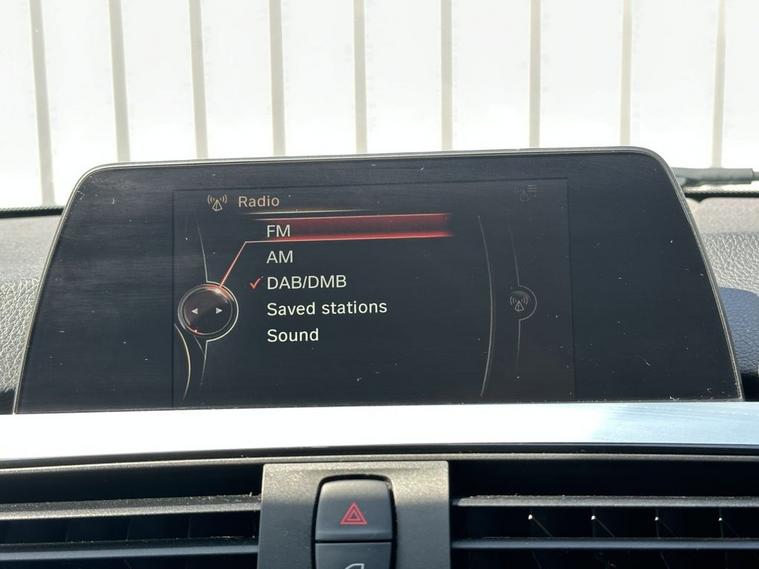 Radio
FM
AM
DAB/DMB
Saved stations
Sound